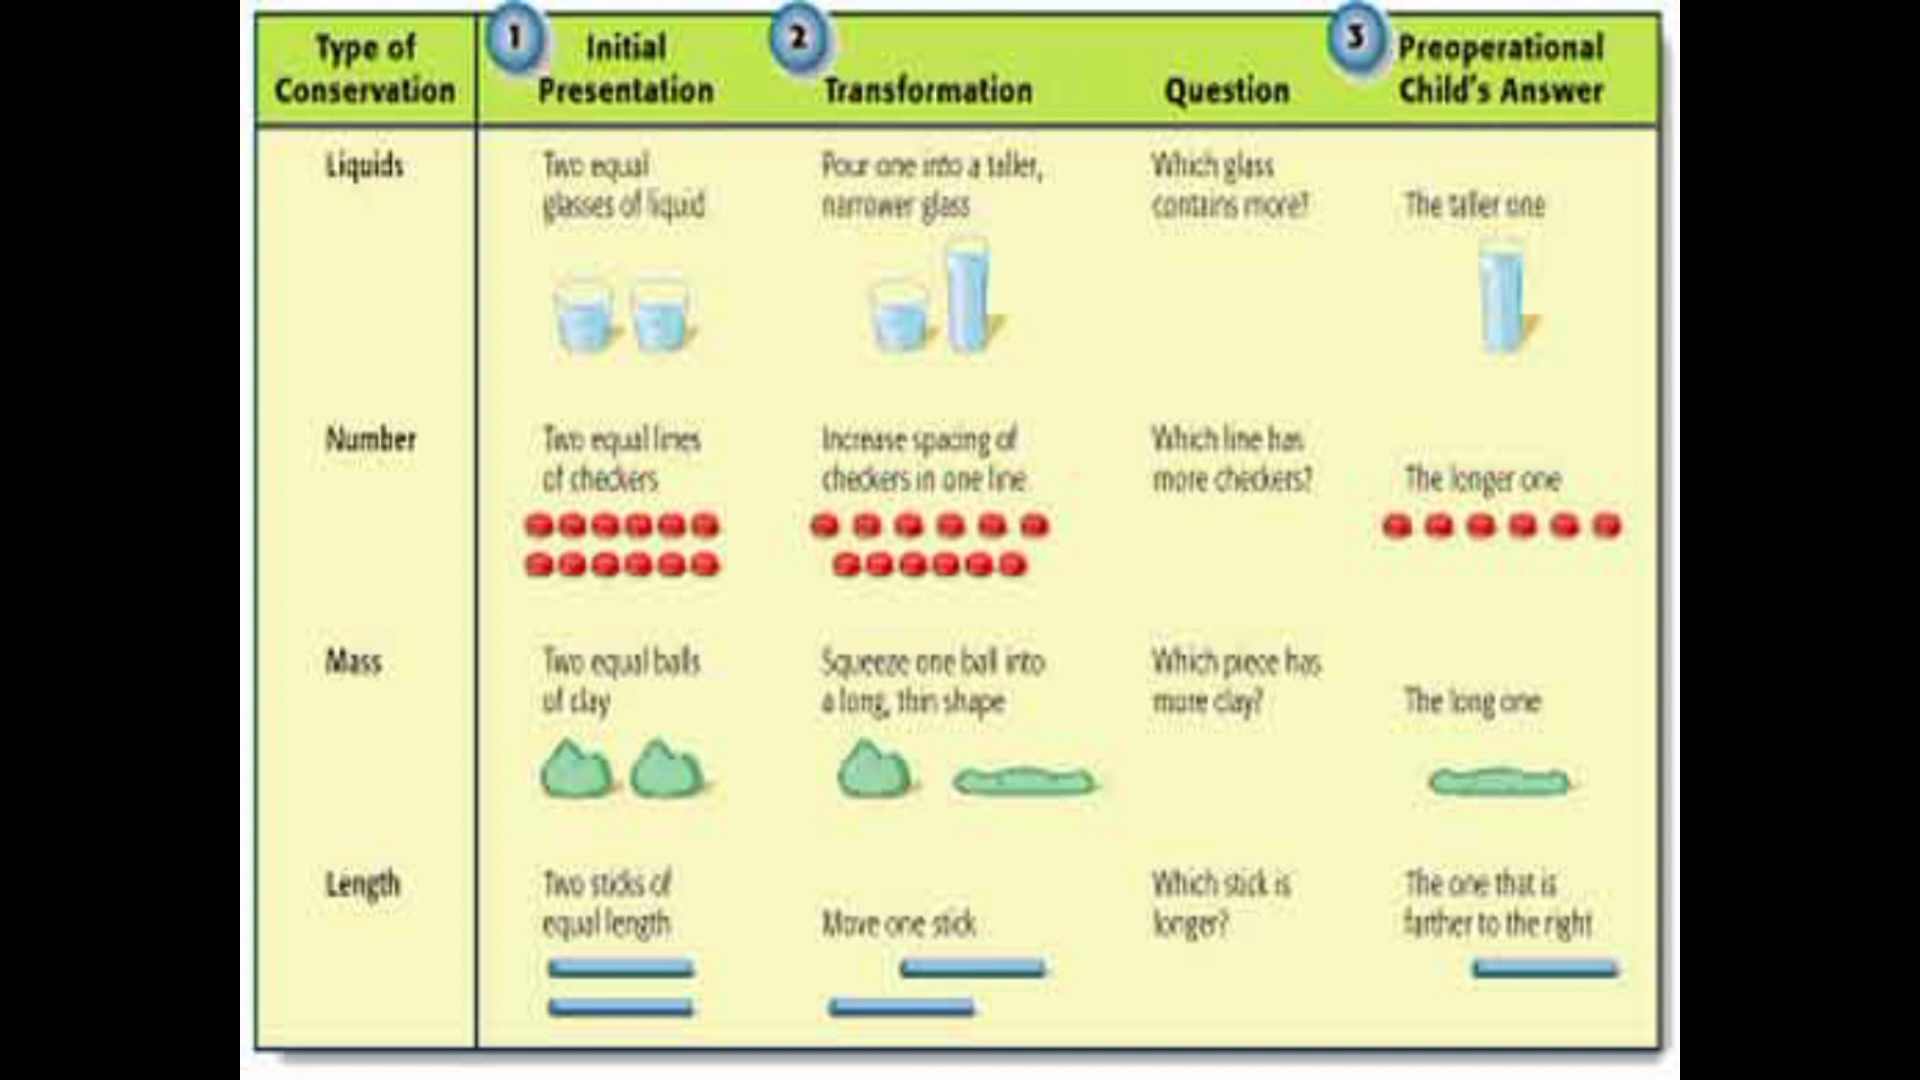 Type of
Conservation
1
Initial
Presentation
2
Transformation
Question
3
Preoperational
Child's Answer
Liquids
Two equal
glasses of liquid
Pour one into a taller,
narrower glass
Which glass
contains more?
The taller one
Number
Two equal lines
of checkers
Increase spacing of
checkers in one line
Which line has
more checkers?
The longer one
Mass
Two equal balls
of clay
Squeeze one ball into
a long, thin shape
Which piece has
more clay?
The long one
Length
Two sticks of
equal length
Move one stick
Which stick is
longer?
The one that is
farther to the right